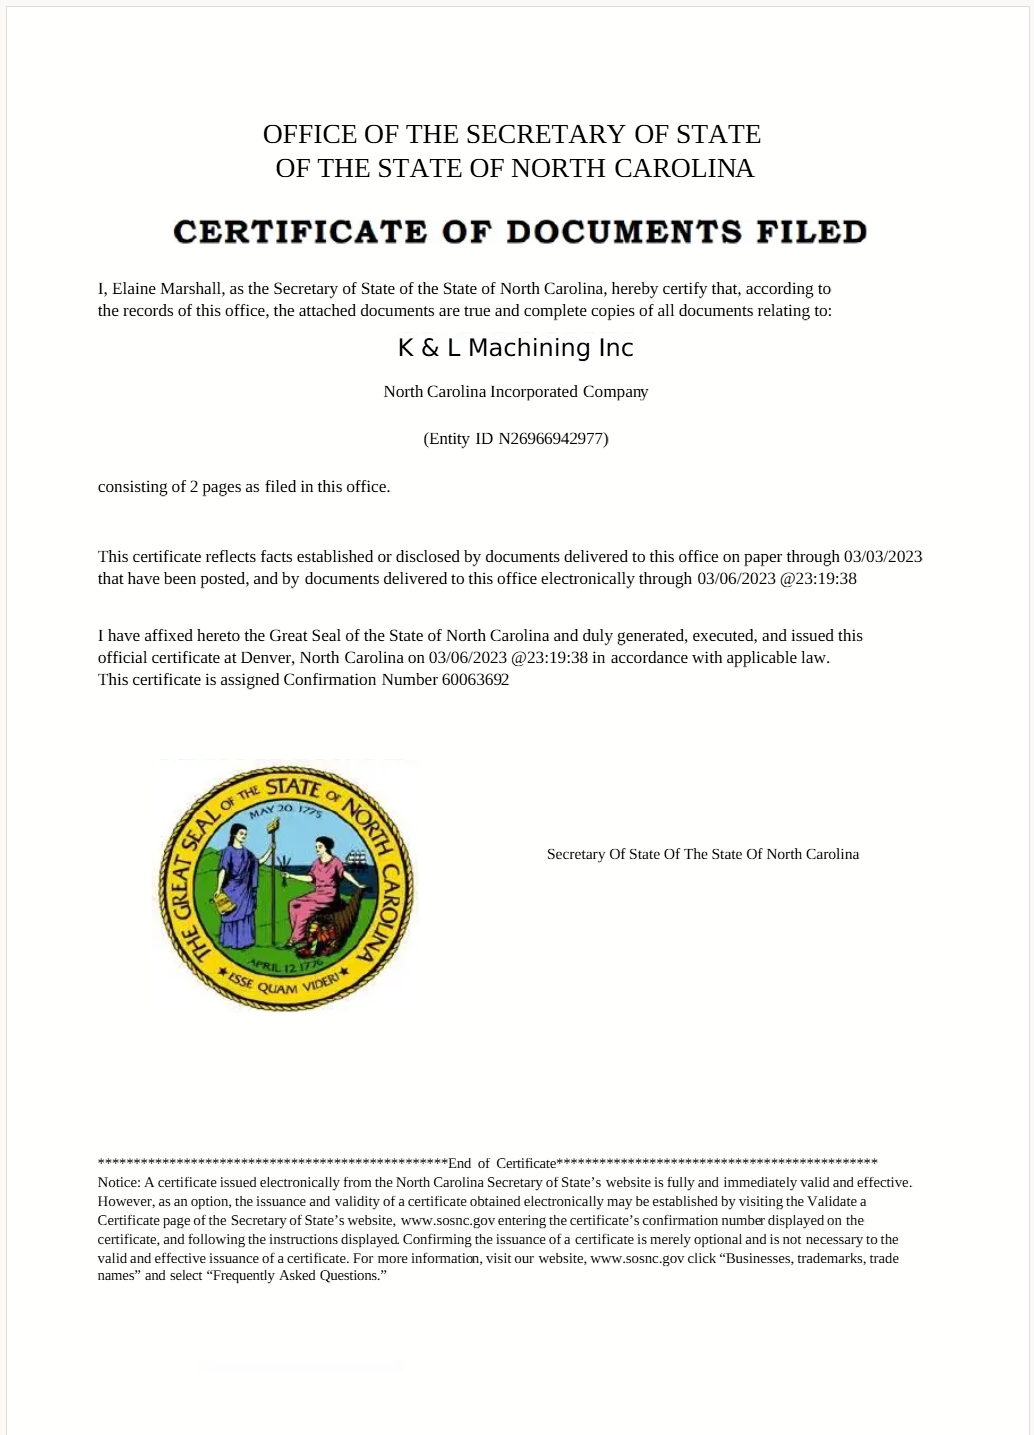 OFFICE OF THE SECRETARY OF STATE
OF THE STATE OF NORTH CAROLINA
CERTIFICATE OF DOCUMENTS FILED
I, Elaine Marshall, as the Secretary of State of the State of North Carolina, hereby certify that, according to
the records of this office, the attached documents are true and complete copies of all documents relating to:
K & L Machining Inc
North Carolina Incorporated Company
(Entity ID N26966942977)
consisting of 2 pages as filed in this office.
This certificate reflects facts established or disclosed by documents delivered to this office on paper through 03/03/2023
that have been posted, and by documents delivered to this office electronically through 03/06/2023 @23:19:38
I have affixed hereto the Great Seal of the State of North Carolina and duly generated, executed, and issued this
official certificate at Denver, North Carolina on 03/06/2023 @23:19:38 in accordance with applicable law.
This certificate is assigned Confirmation Number 60063692
THE GREAT SEAL OF THE STATE OF NORTH CAROLINA
MAY 20, 1775
APRIL 12, 1776
★ ESSE QUAM VIDERI ★
Secretary Of State Of The State Of North Carolina
*************************************************End of Certificate*********************************************
Notice: A certificate issued electronically from the North Carolina Secretary of State’s website is fully and immediately valid and effective.
However, as an option, the issuance and validity of a certificate obtained electronically may be established by visiting the Validate a
Certificate page of the Secretary of State’s website, www.sosnc.gov entering the certificate’s confirmation number displayed on the
certificate, and following the instructions displayed. Confirming the issuance of a certificate is merely optional and is not necessary to the
valid and effective issuance of a certificate. For more information, visit our website, www.sosnc.gov click “Businesses, trademarks, trade
names” and select “Frequently Asked Questions.”